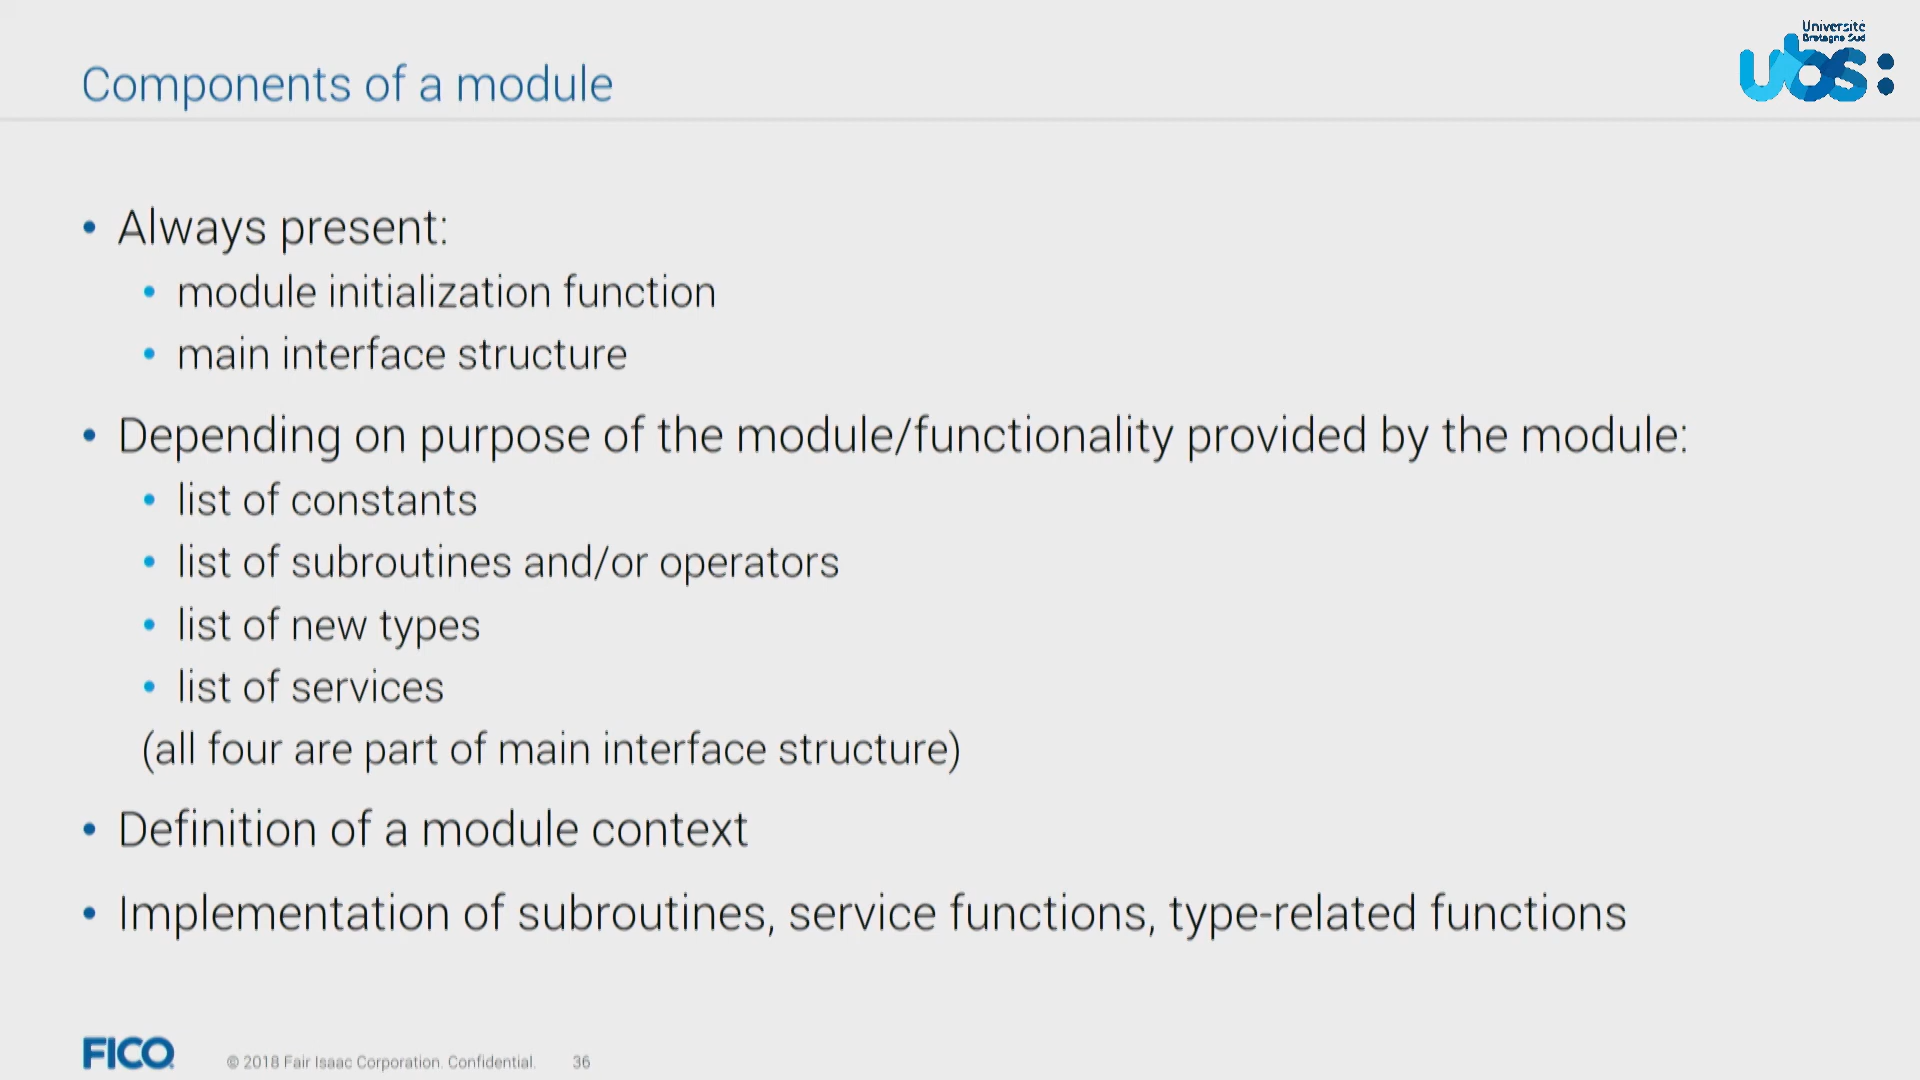 Université
Bretagne Sud
ubs:
Components of a module
• Always present:
• module initialization function
• main interface structure
• Depending on purpose of the module/functionality provided by the module:
• list of constants
• list of subroutines and/or operators
• list of new types
• list of services
(all four are part of main interface structure)
• Definition of a module context
• Implementation of subroutines, service functions, type-related functions
FICO
© 2018 Fair Isaac Corporation. Confidential. 36